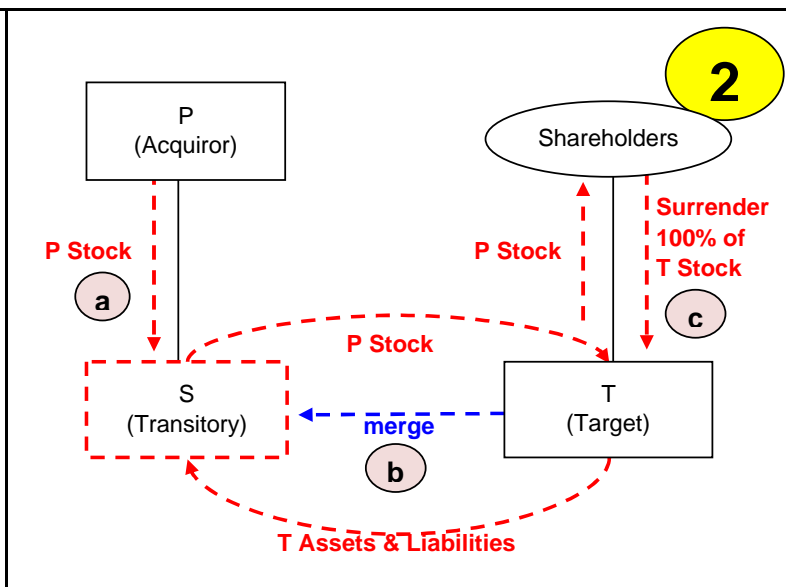 2
P
(Acquiror)
Shareholders
P Stock
a
P Stock
Surrender
100% of
T Stock
c
P Stock
S
(Transitory)
merge
b
T
(Target)
T Assets & Liabilities